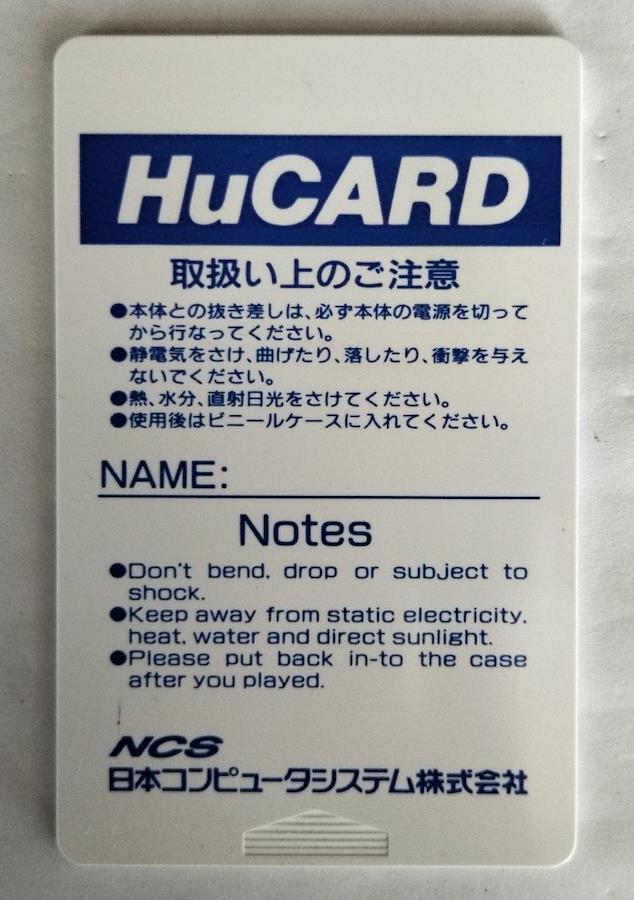 HuCARD
取扱い上のご注意
●本体との抜き差しは、必ず本体の電源を切って
から行なってください。
●静電気をさけ、曲げたり、落したり、衝撃を与え
ないでください。
●熱、水分、直射日光をさけてください。
●使用後はビニールケースに入れてください。
NAME:
Notes
●Don't bend, drop or subject to
shock.
●Keep away from static electricity,
heat, water and direct sunlight.
●Please put back in-to the case
after you played.
NCS
日本コンピュータシステム株式会社